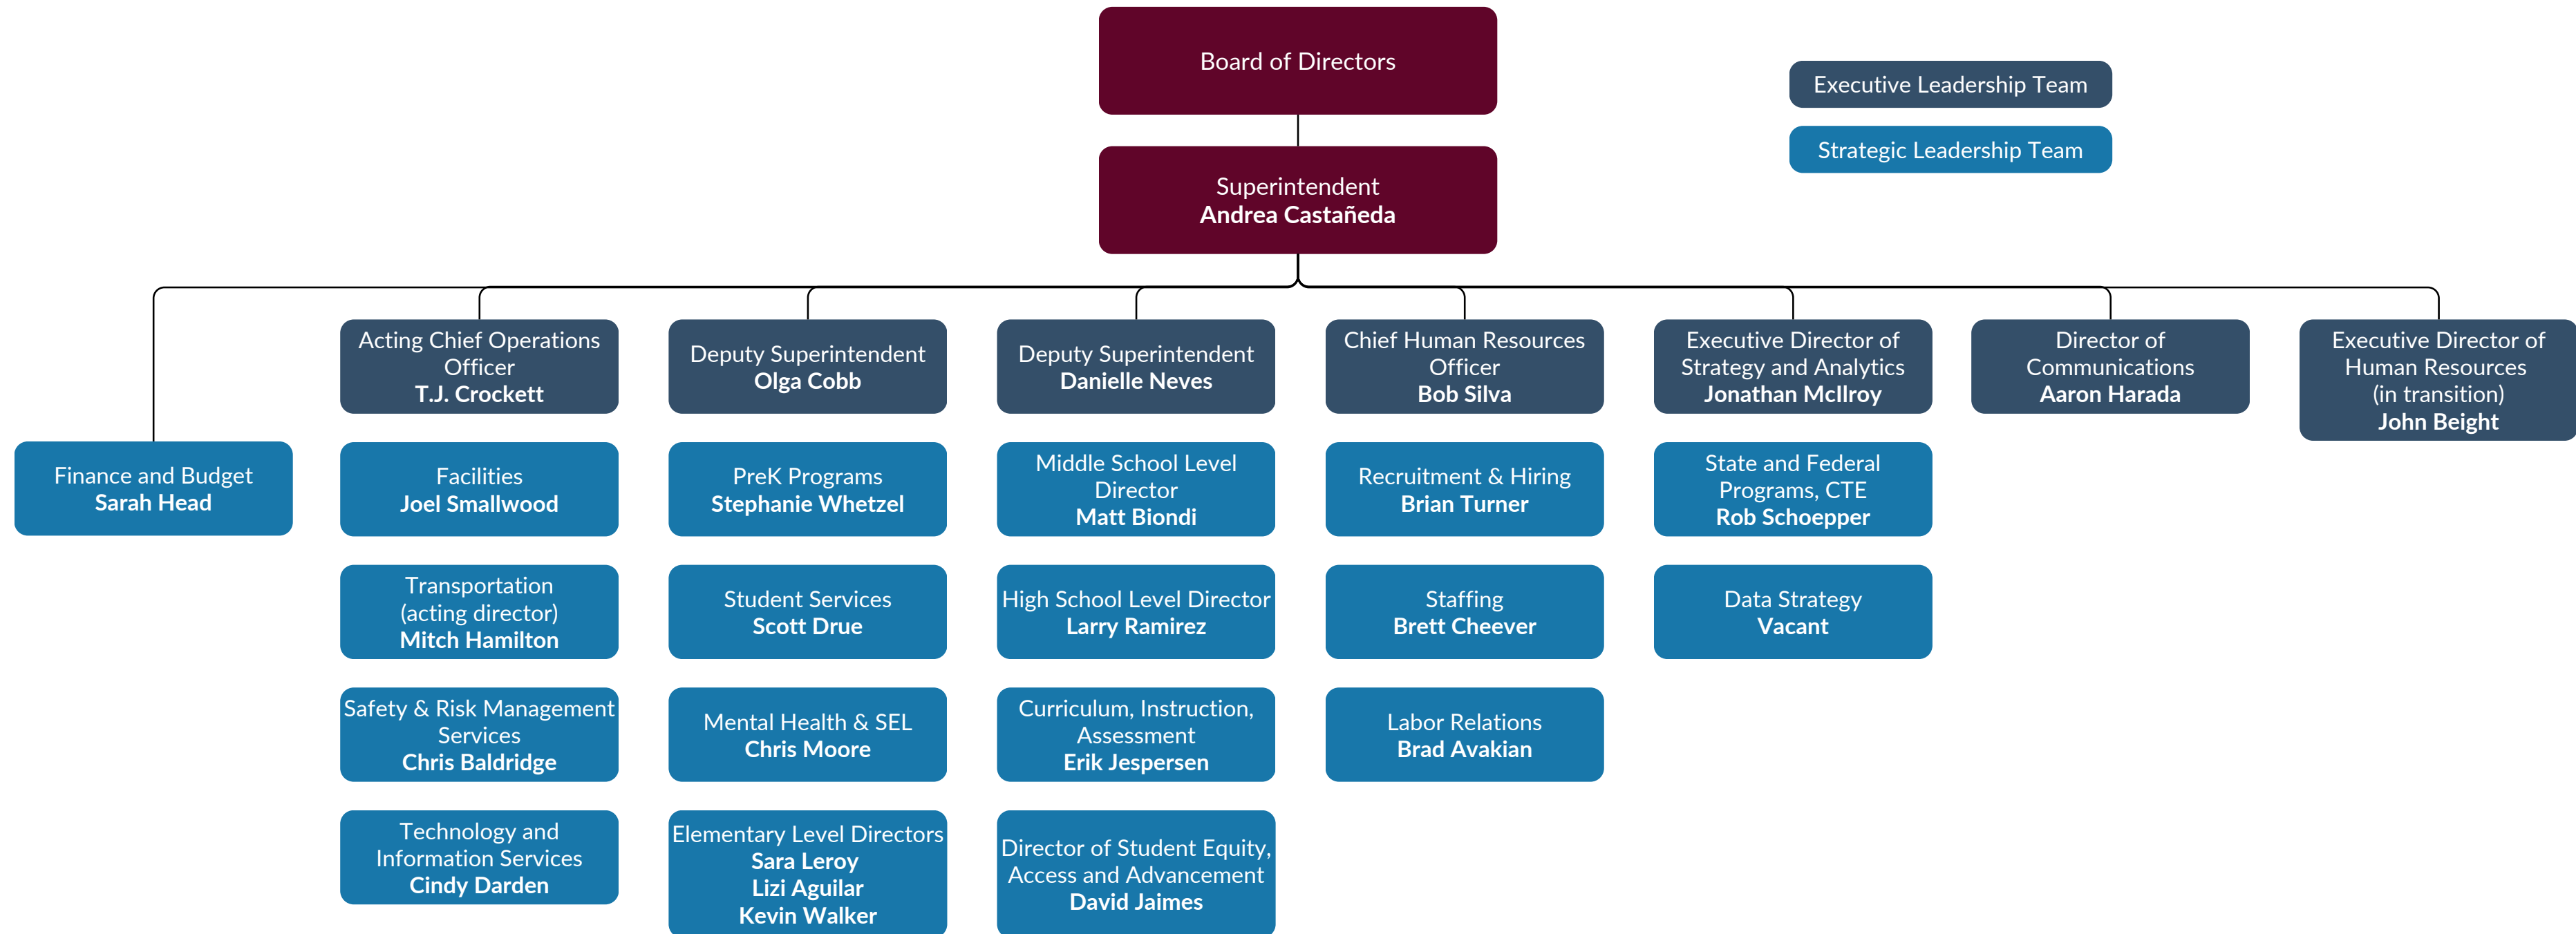 Board of Directors
Executive Leadership Team
Strategic Leadership Team
Superintendent
Andrea Castañeda
Finance and Budget
Sarah Head
Acting Chief Operations
Officer
T.J. Crockett
Facilities
Joel Smallwood
Transportation
(acting director)
Mitch Hamilton
Safety & Risk Management
Services
Chris Baldridge
Technology and
Information Services
Cindy Darden
Deputy Superintendent
Olga Cobb
PreK Programs
Stephanie Whetzel
Student Services
Scott Drue
Mental Health & SEL
Chris Moore
Elementary Level Directors
Sara Leroy
Lizi Aguilar
Kevin Walker
Deputy Superintendent
Danielle Neves
Middle School Level
Director
Matt Biondi
High School Level Director
Larry Ramirez
Curriculum, Instruction,
Assessment
Erik Jespersen
Director of Student Equity,
Access and Advancement
David Jaimes
Chief Human Resources
Officer
Bob Silva
Recruitment & Hiring
Brian Turner
Staffing
Brett Cheever
Labor Relations
Brad Avakian
Executive Director of
Strategy and Analytics
Jonathan McIlroy
State and Federal
Programs, CTE
Rob Schoepper
Data Strategy
Vacant
Director of
Communications
Aaron Harada
Executive Director of
Human Resources
(in transition)
John Beight